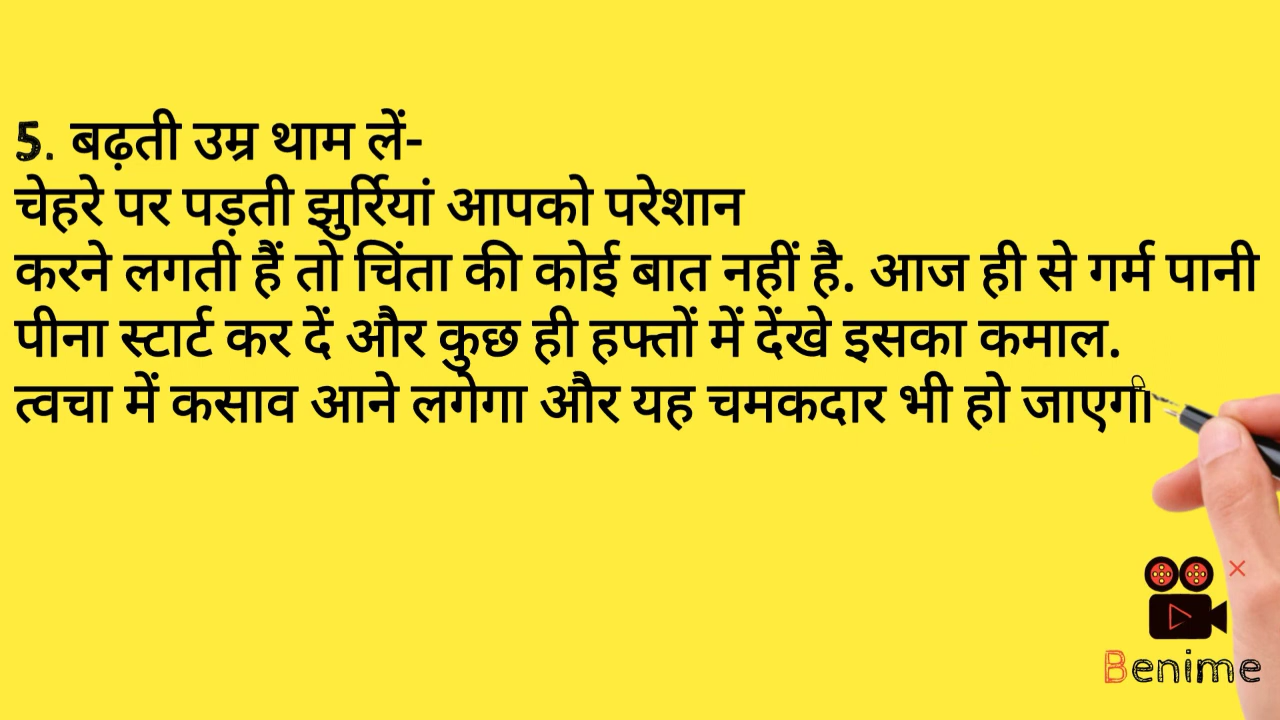 5. बढ़ती उम्र थाम लें-
चेहरे पर पड़ती झुर्रियां आपको परेशान
करने लगती हैं तो चिंता की कोई बात नहीं है. आज ही से गर्म पानी
पीना स्टार्ट कर दें और कुछ ही हफ्तों में देंखे इसका कमाल.
त्वचा में कसाव आने लगेगा और यह चमकदार भी हो जाएगी
Benime